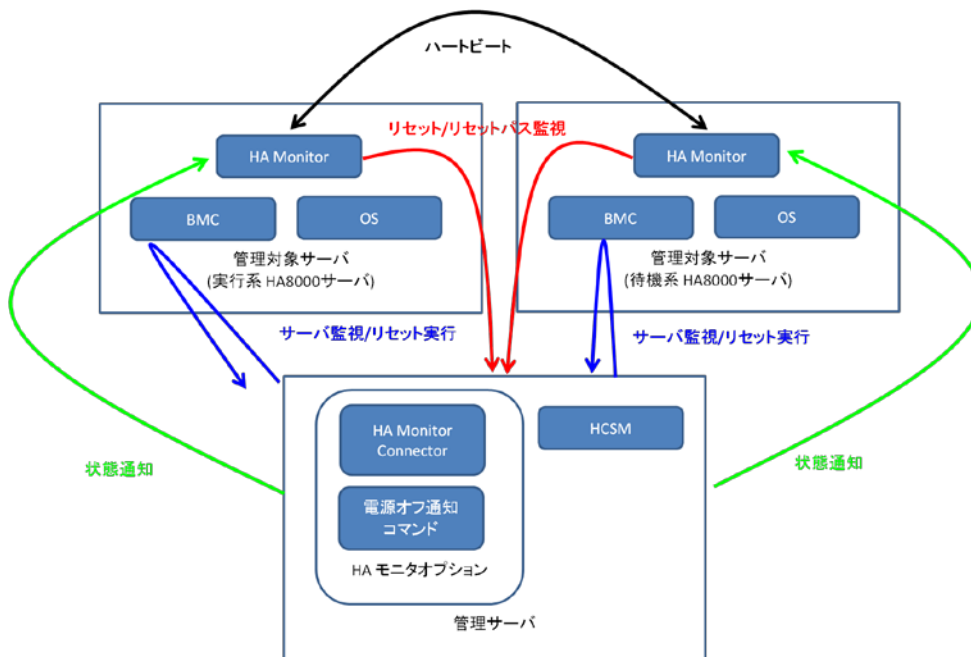 ハートビート
リセット/リセットパス監視
HA Monitor
HA Monitor
BMC
OS
BMC
OS
管理対象サーバ
(実行系 HA8000サーバ)
管理対象サーバ
(待機系 HA8000サーバ)
サーバ監視/リセット実行
サーバ監視/リセット実行
HA Monitor
Connector
HCSM
状態通知
状態通知
電源オフ通知
コマンド
HA モニタオプション
管理サーバ